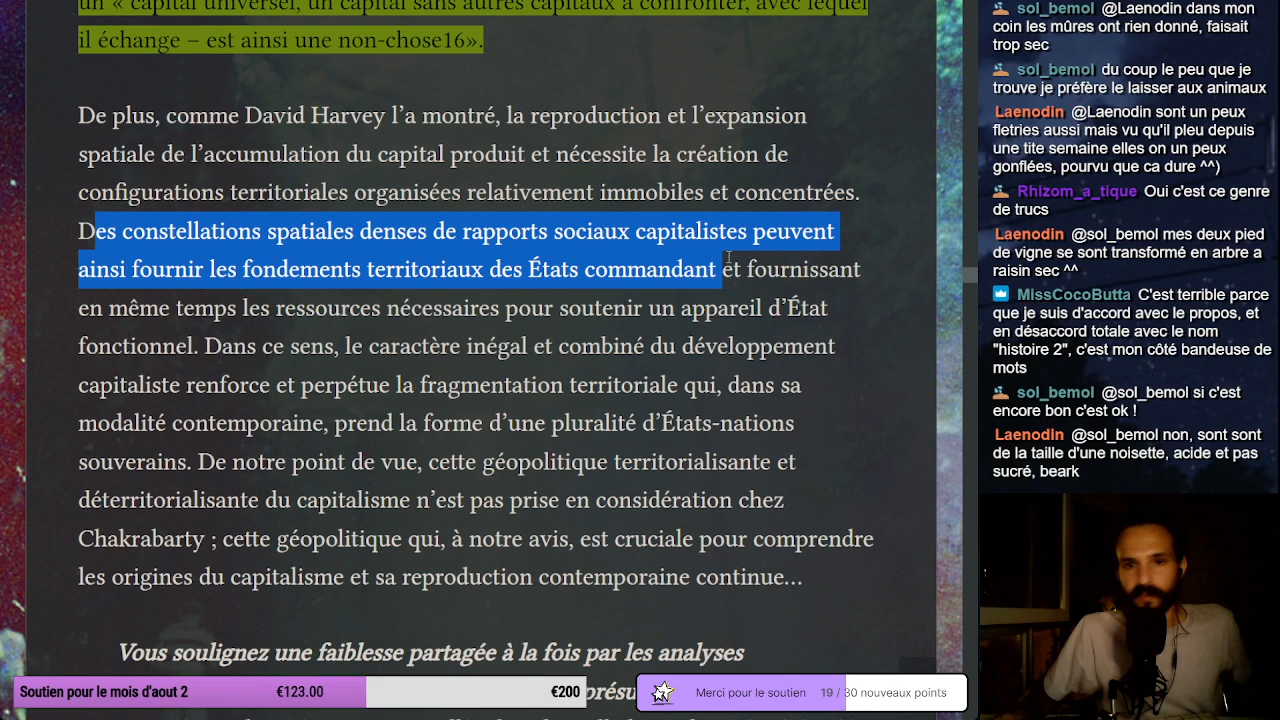 un « capital universel, un capital sans autres capitaux à confronter, avec lequel
il échange – est ainsi une non-chose16».
De plus, comme David Harvey l’a montré, la reproduction et l’expansion
spatiale de l’accumulation du capital produit et nécessite la création de
configurations territoriales organisées relativement immobiles et concentrées.
Des constellations spatiales denses de rapports sociaux capitalistes peuvent
ainsi fournir les fondements territoriaux des États commandant et fournissant
en même temps les ressources nécessaires pour soutenir un appareil d’État
fonctionnel. Dans ce sens, le caractère inégal et combiné du développement
capitaliste renforce et perpétue la fragmentation territoriale qui, dans sa
modalité contemporaine, prend la forme d’une pluralité d’États-nations
souverains. De notre point de vue, cette géopolitique territorialisante et
déterritorialisante du capitalisme n’est pas prise en considération chez
Chakrabarty ; cette géopolitique qui, à notre avis, est cruciale pour comprendre
les origines du capitalisme et sa reproduction contemporaine continue…
Vous soulignez une faiblesse partagée à la fois par les analyses
Soutien pour le mois d'aout 2 €123.00 €200
Merci pour le soutien 19 / 30 nouveaux points
sol_bemol @Laenodin dans mon
coin les mûres ont rien donné, faisait
trop sec
sol_bemol du coup le peu que je
trouve je préfère le laisser aux animaux
Laenodin @Laenodin sont un peux
fletries aussi mais vu qu'il pleu depuis
une tite semaine elles on un peux
gonflées, pourvu que ca dure ^^)
Rhizom_a_tique Oui c'est ce genre
de trucs
Laenodin @sol_bemol mes deux pied
de vigne se sont transformé en arbre a
raisin sec ^^
MissCocoButta C'est terrible parce
que je suis d'accord avec le propos, et
en désaccord totale avec le nom
"histoire 2", c'est mon côté bandeuse de
mots
sol_bemol @sol_bemol si c'est
encore bon c'est ok !
Laenodin @sol_bemol non, sont sont
de la taille d'une noisette, acide et pas
sucré, beark